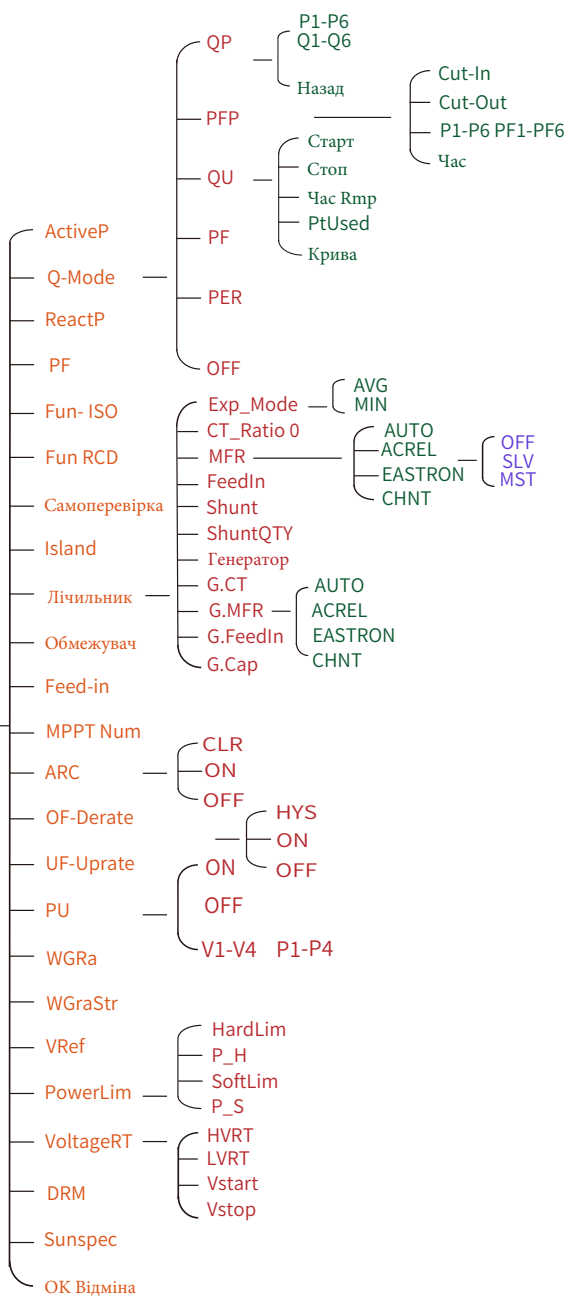 ActiveP
Q-Mode
QP
P1-P6
Q1-Q6
Назад
PFP
Cut-In
Cut-Out
P1-P6 PF1-PF6
Час
QU
Старт
Стоп
Час Rmp
PtUsed
Крива
PF
PER
OFF
ReactP
PF
Fun- ISO
Fun RCD
Самоперевірка
Island
Лічильник
Exp_Mode
AVG
MIN
CT_Ratio 0
MFR
AUTO
ACREL
EASTRON
CHNT
OFF
SLV
MST
FeedIn
Shunt
ShuntQTY
Генератор
G.CT
G.MFR
AUTO
ACREL
EASTRON
CHNT
G.FeedIn
G.Cap
Обмежувач
Feed-in
MPPT Num
ARC
CLR
ON
OFF
OF-Derate
HYS
ON
OFF
UF-Uprate
PU
ON
OFF
V1-V4 P1-P4
WGRa
WGraStr
VRef
PowerLim
HardLim
P_H
SoftLim
P_S
VoltageRT
HVRT
LVRT
Vstart
Vstop
DRM
Sunspec
ОК Відміна